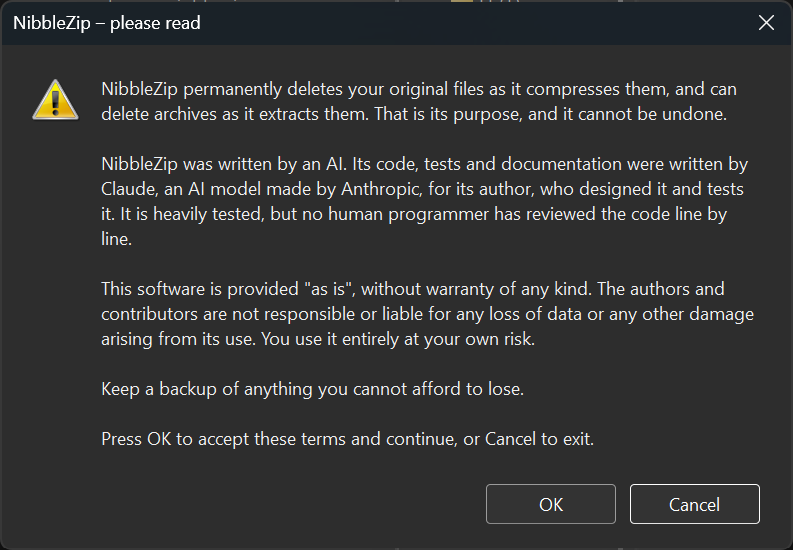 NibbleZip – please read
NibbleZip permanently deletes your original files as it compresses them, and can
delete archives as it extracts them. That is its purpose, and it cannot be undone.
NibbleZip was written by an AI. Its code, tests and documentation were written by
Claude, an AI model made by Anthropic, for its author, who designed it and tests
it. It is heavily tested, but no human programmer has reviewed the code line by
line.
This software is provided "as is", without warranty of any kind. The authors and
contributors are not responsible or liable for any loss of data or any other damage
arising from its use. You use it entirely at your own risk.
Keep a backup of anything you cannot afford to lose.
Press OK to accept these terms and continue, or Cancel to exit.
OK
Cancel